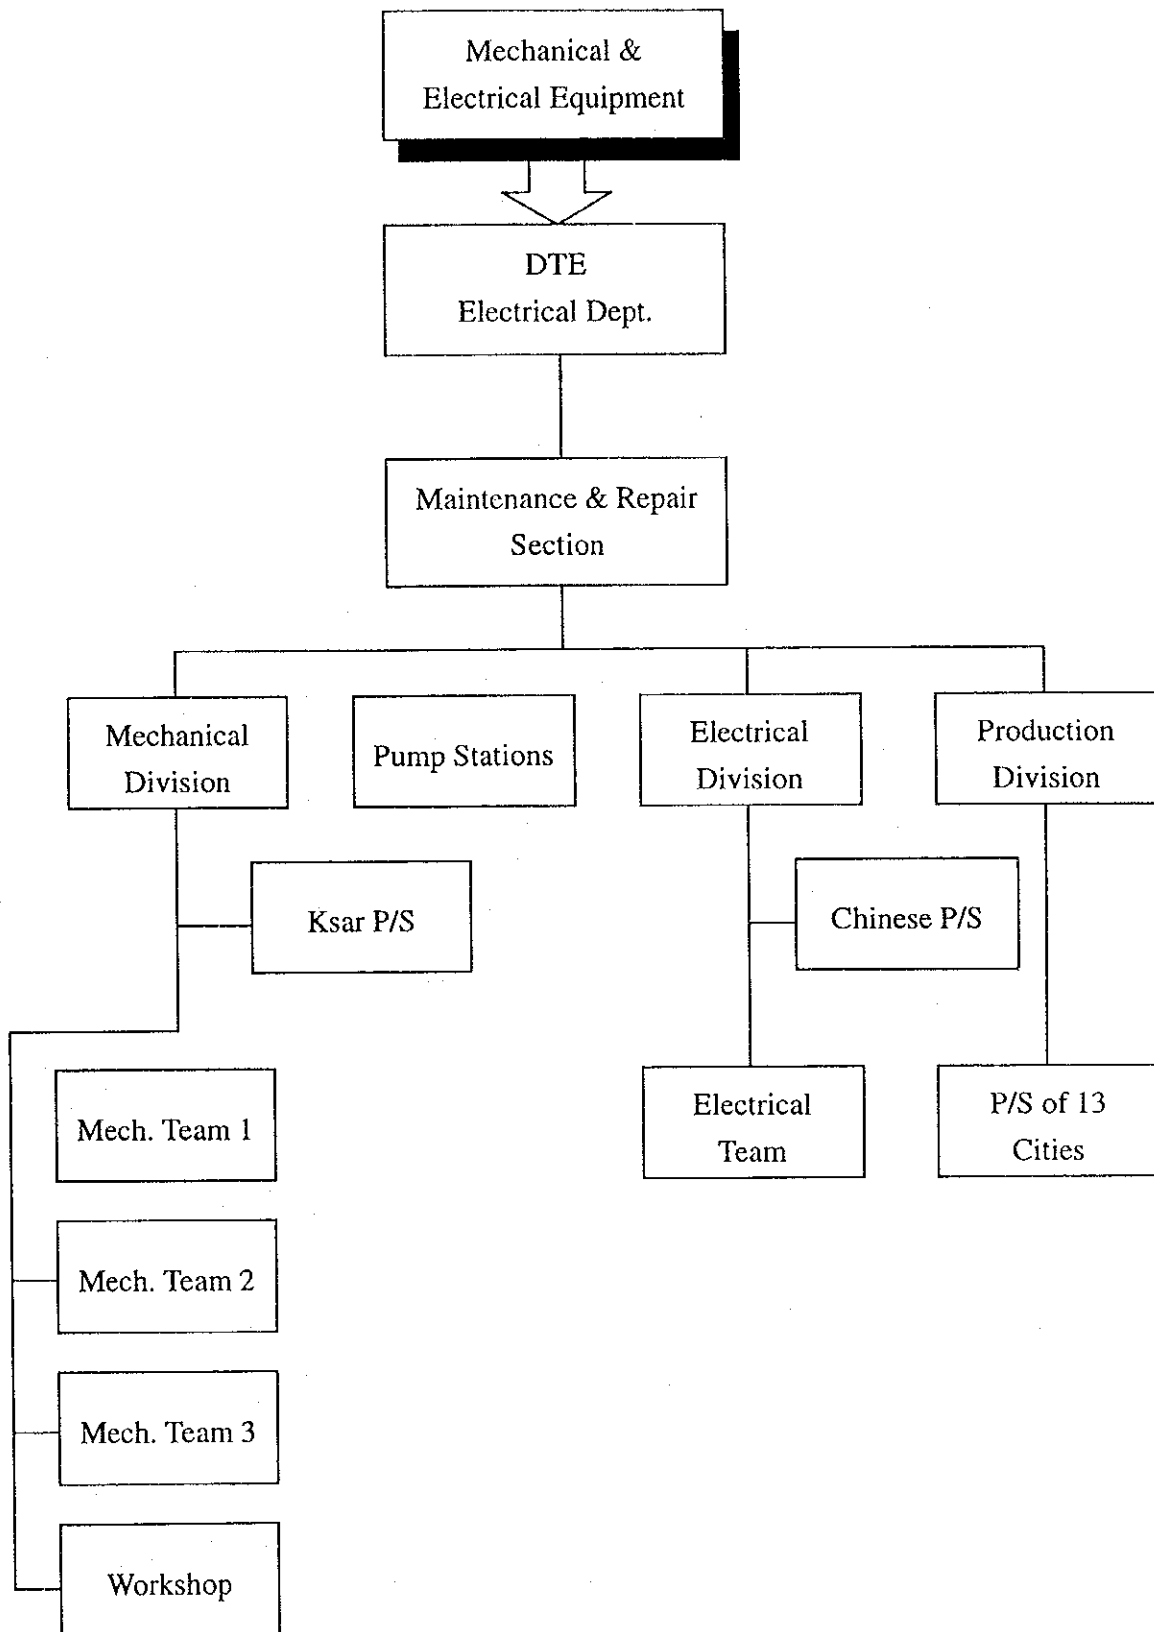 Mechanical &
Electrical Equipment
DTE
Electrical Dept.
Maintenance & Repair
Section
Mechanical
Division
Pump Stations
Electrical
Division
Production
Division
Ksar P/S
Chinese P/S
Mech. Team 1
Electrical
Team
P/S of 13
Cities
Mech. Team 2
Mech. Team 3
Workshop